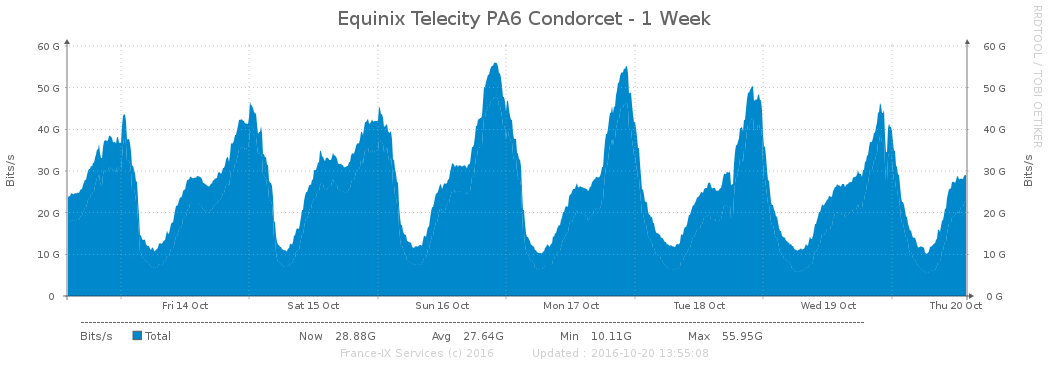 Equinix Telecity PA6 Condorcet - 1 Week
RRDTOOL / TOBI OETIKER
Bits/s
60 G
50 G
40 G
30 G
20 G
10 G
0
60 G
50 G
40 G
30 G
20 G
10 G
0 G
Bits/s
Fri 14 Oct Sat 15 Oct Sun 16 Oct Mon 17 Oct Tue 18 Oct Wed 19 Oct Thu 20 Oct
Bits/s Total Now 28.88G Avg 27.64G Min 10.11G Max 55.95G
France-IX Services (c) 2016 Updated : 2016-10-20 13:55:08